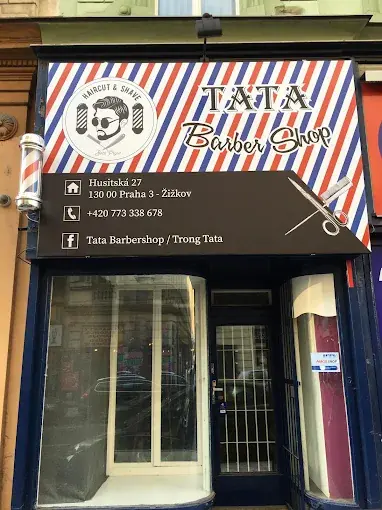 HAIRCUT & SHAVE
TATA
Barber Shop
Husitská 27
130 00 Praha 3 - Žižkov
+420 773 338 678
Tata Barbershop / Trong Tata